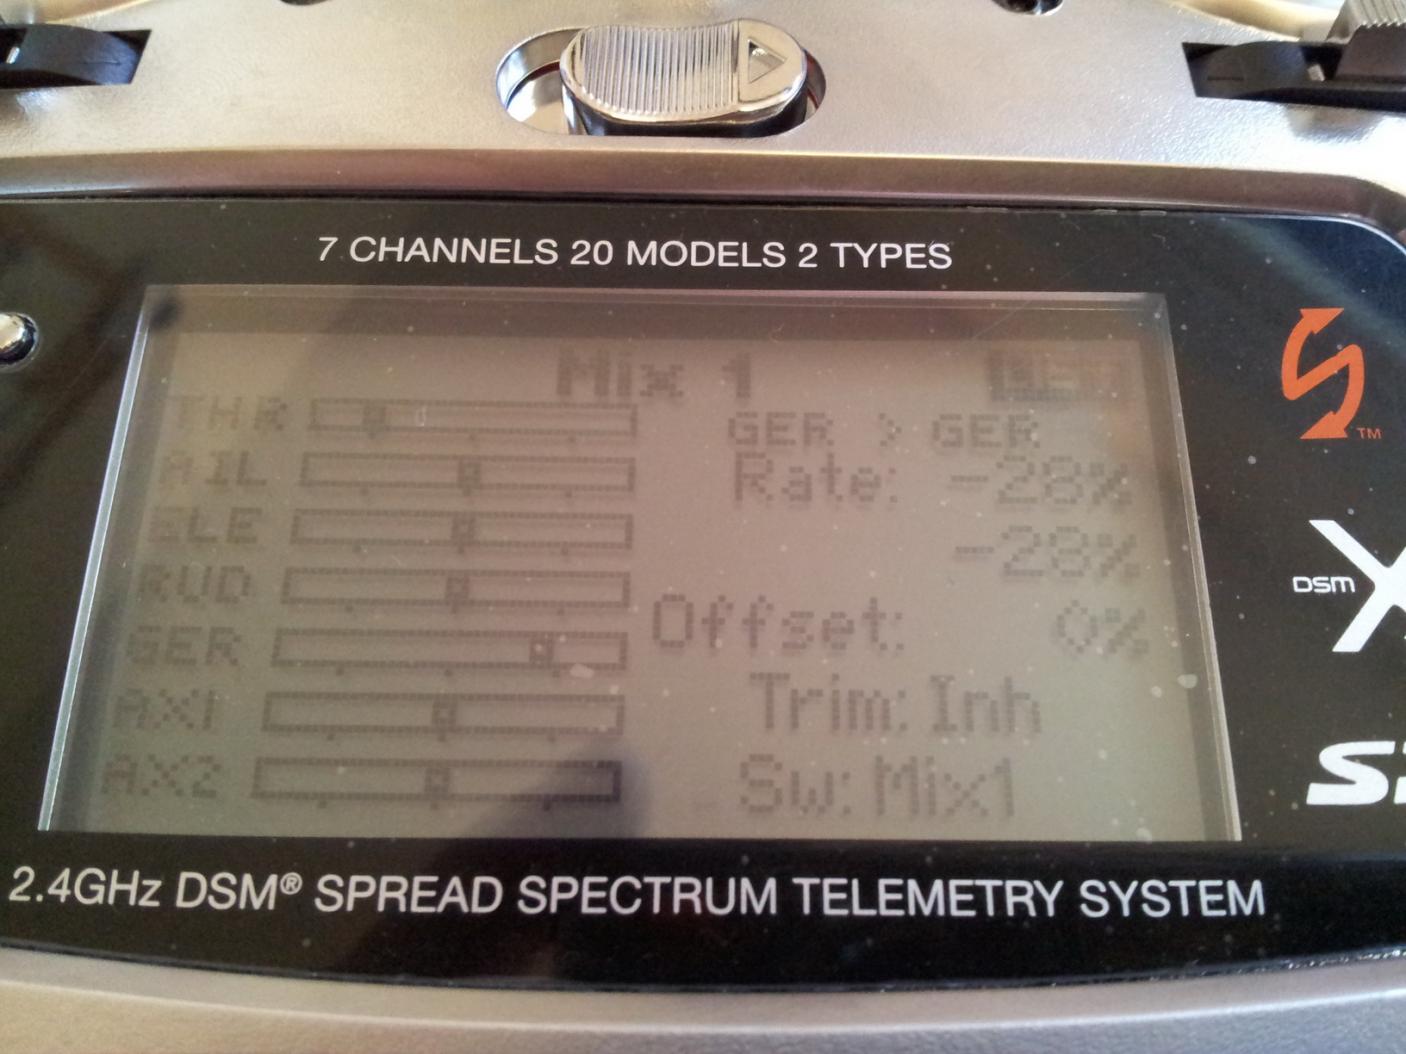 7 CHANNELS 20 MODELS 2 TYPES
Mix 1
THR
GER > GER
AIL
Rate: -28%
ELE
-28%
RUD
Offset: 0%
GER
AX1
Trim: Inh
AX2
Sw: Mix1
TM
DSM X
2.4GHz DSM® SPREAD SPECTRUM TELEMETRY SYSTEM